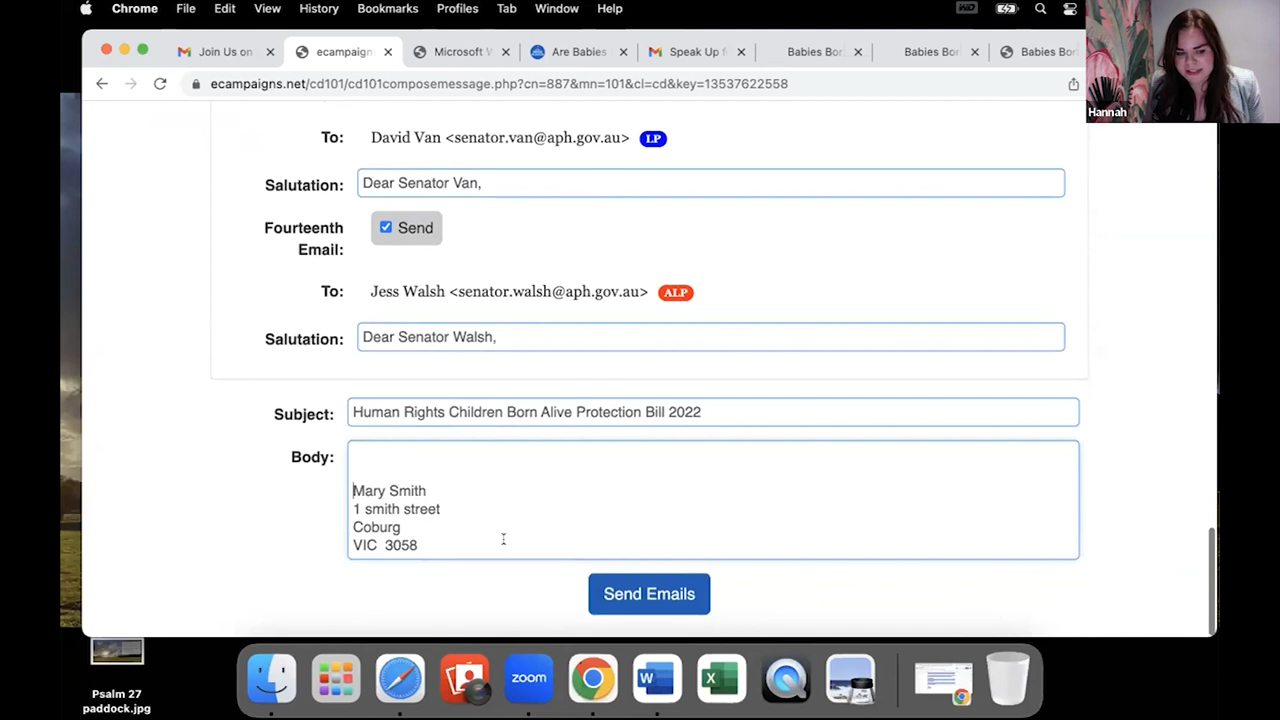 Chrome File Edit View History Bookmarks Profiles Tab Window Help
Join Us on
ecampaign
Microsoft W
Are Babies
Speak Up f
Babies Bor
Babies Bor
Babies Bor
ecampaigns.net/cd101/cd101composemessage.php?cn=887&mn=101&cl=cd&key=13537622558
Hannah
To: David Van <senator.van@aph.gov.au> LP
Salutation: Dear Senator Van,
Fourteenth Email: Send
To: Jess Walsh <senator.walsh@aph.gov.au> ALP
Salutation: Dear Senator Walsh,
Subject: Human Rights Children Born Alive Protection Bill 2022
Body:
Mary Smith
1 smith street
Coburg
VIC 3058
Send Emails
zoom
Psalm 27
paddock.jpg